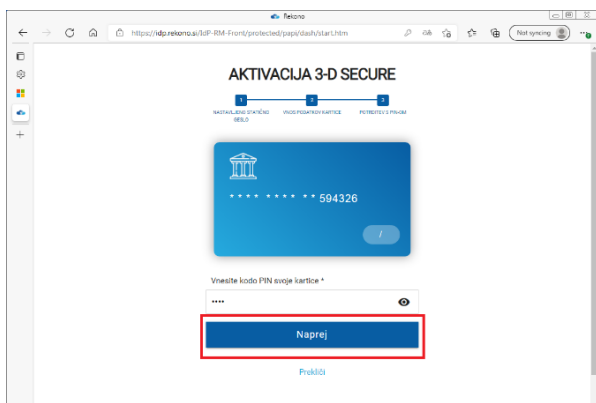 Rekono
https://idp.rekono.si/IdP-RM-Front/protected/papi/dash/start.htm
Not syncing
AKTIVACIJA 3-D SECURE
1 2 3
NASTAVLJENO STATIČNO GESLO
VNOS PODATKOV KARTICE
POTRDITEV S PIN-OM
* * * * * * * * * * 594326
/
Vnesite kodo PIN svoje kartice *
••••
Naprej
Prekliči